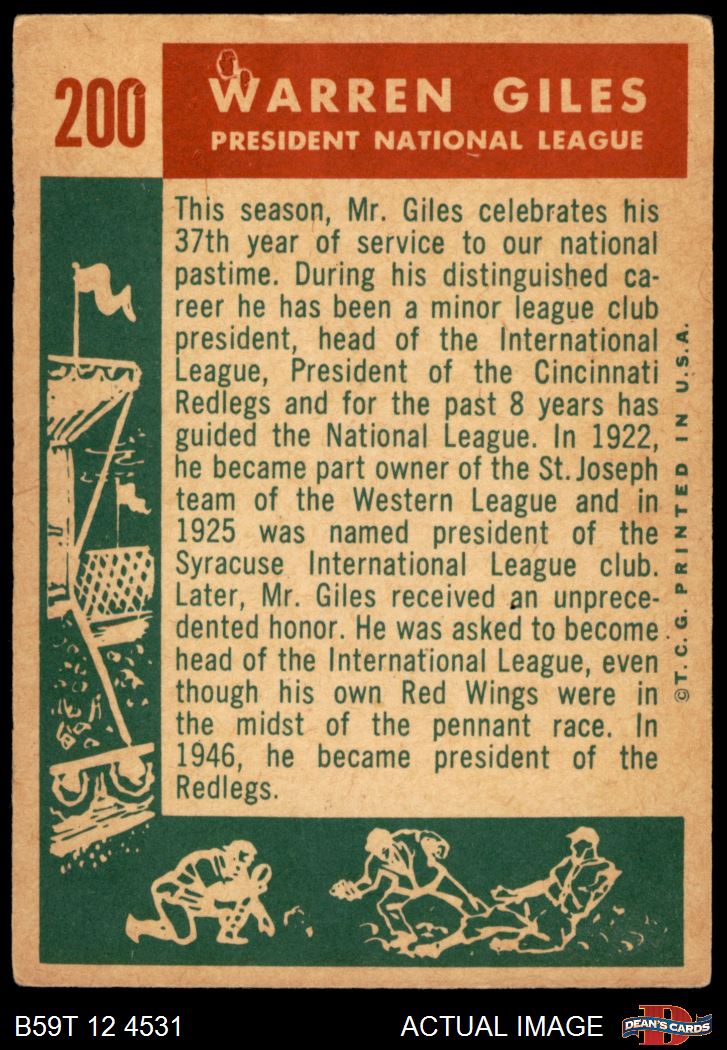 200
WARREN GILES
PRESIDENT NATIONAL LEAGUE
This season, Mr. Giles celebrates his
37th year of service to our national
pastime. During his distinguished ca-
reer he has been a minor league club
president, head of the International
League, President of the Cincinnati
Redlegs and for the past 8 years has
guided the National League. In 1922,
he became part owner of the St. Joseph
team of the Western League and in
1925 was named president of the
Syracuse International League club.
Later, Mr. Giles received an unprece-
dented honor. He was asked to become
head of the International League, even
though his own Red Wings were in
the midst of the pennant race. In
1946, he became president of the
Redlegs.
©T. C. G. PRINTED IN U.S.A.
B59T 12 4531
ACTUAL IMAGE
D
DEAN'S CARDS